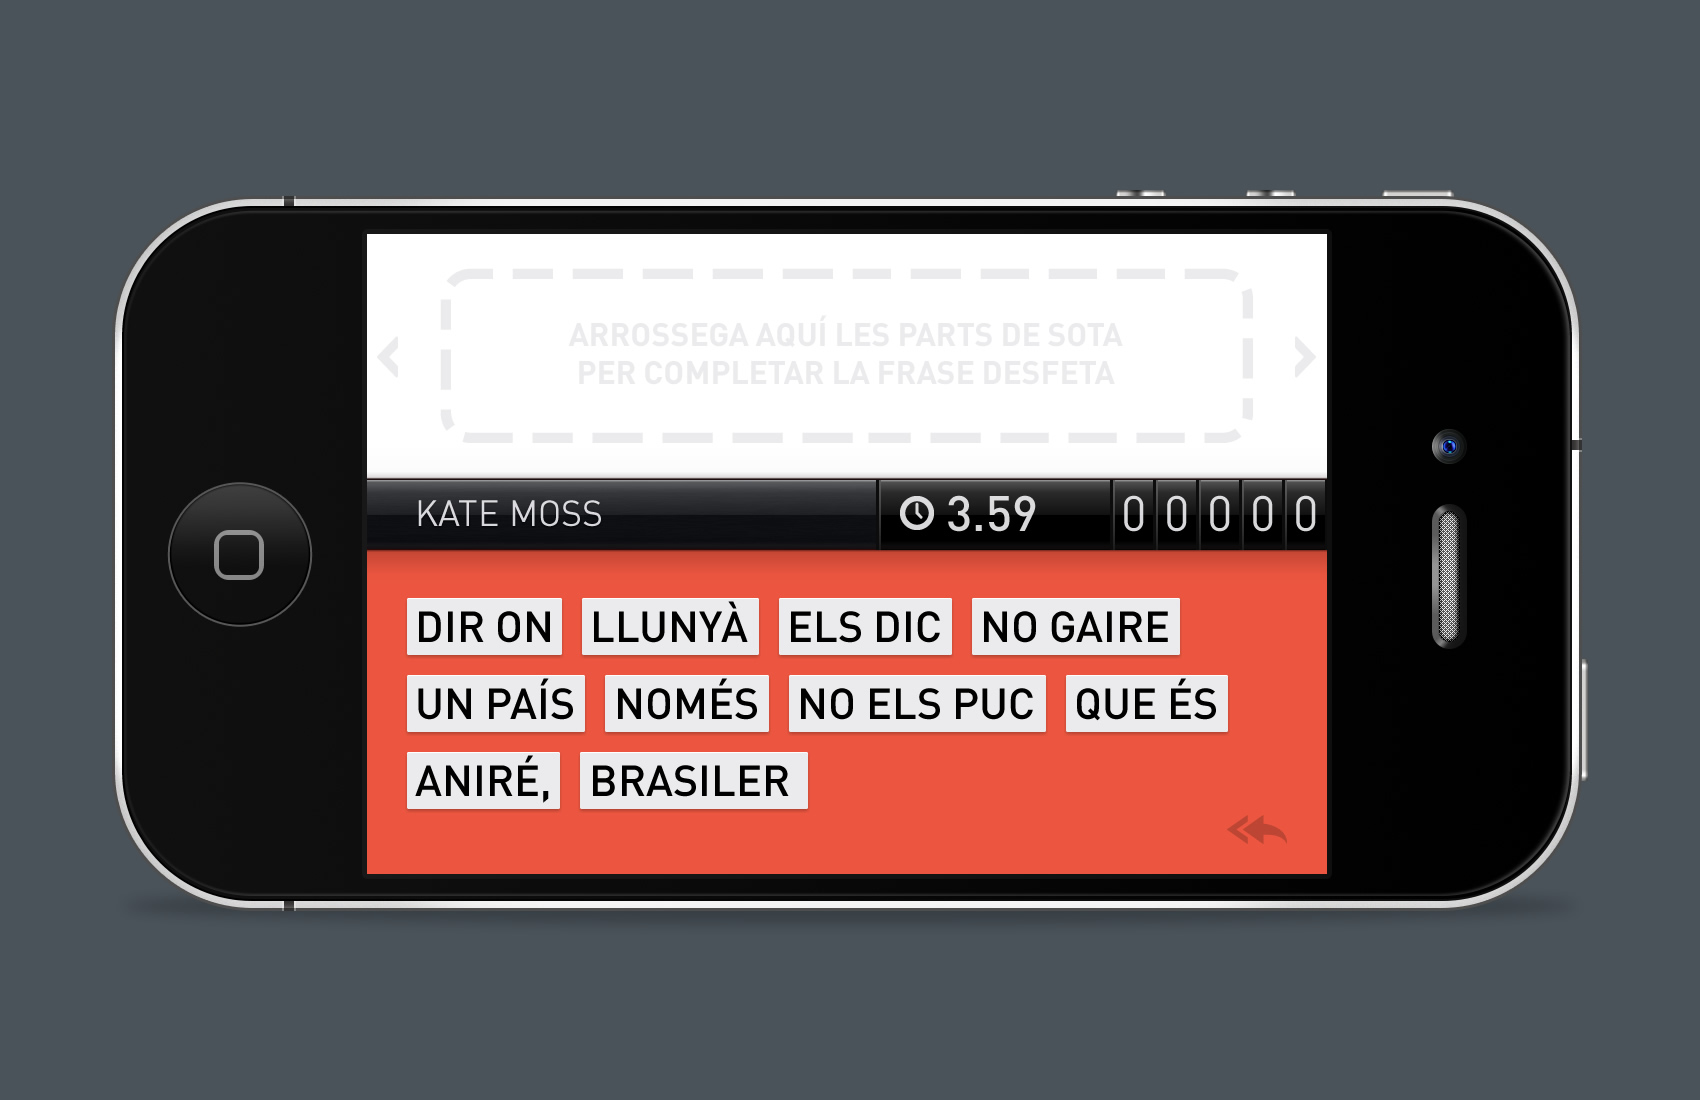 ARROSSEGA AQUÍ LES PARTS DE SOTA
PER COMPLETAR LA FRASE DESFETA
KATE MOSS 3.59 0 0 0 0 0
DIR ON LLUNYÀ ELS DIC NO GAIRE
UN PAÍS NOMÉS NO ELS PUC QUE ÉS
ANIRÉ, BRASILER